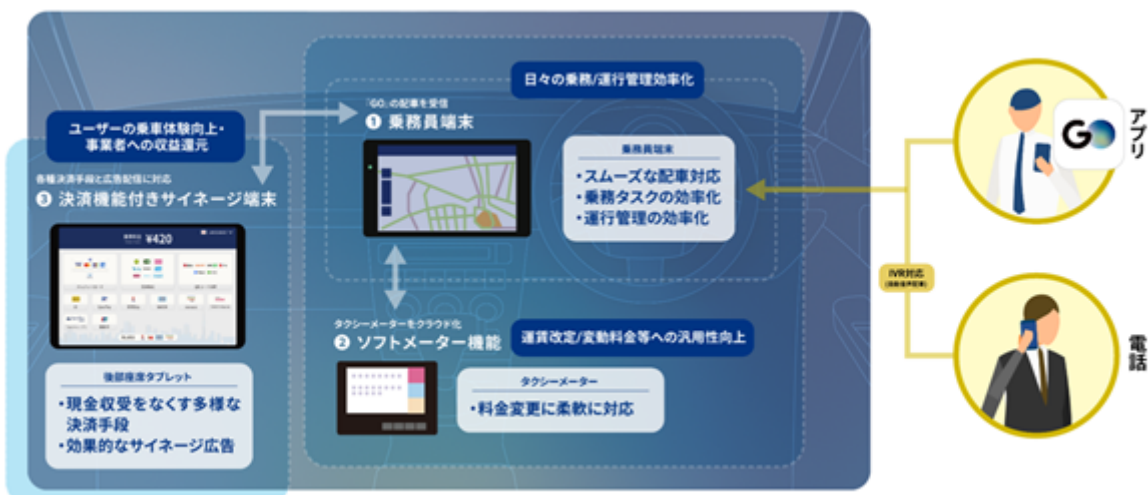 日々の乗務/運行管理効率化
「GO」の配車を受信
❶ 乗務員端末
ユーザーの乗車体験向上・
事業者への収益還元
各種決済手段と広告配信に対応
❸ 決済機能付きサイネージ端末
¥420
乗務員端末
・スムーズな配車対応
・乗務タスクの効率化
・運行管理の効率化
GO
アプリ
IVR対応
(自動音声配車)
タクシーメーターをクラウド化
❷ ソフトメーター機能
運賃改定/変動料金等への汎用性向上
タクシーメーター
・料金変更に柔軟に対応
後部座席タブレット
・現金収受をなくす多様な
決済手段
・効果的なサイネージ広告
電話